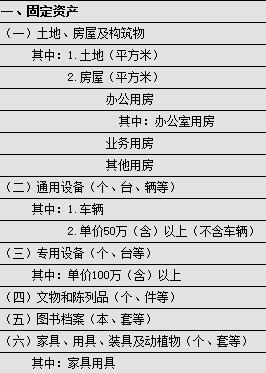 一、固定资产
（一）土地、房屋及构筑物
其中：1.土地（平方米）
2.房屋（平方米）
办公用房
其中：办公室用房
业务用房
其他用房
（二）通用设备（个、台、辆等）
其中：1.车辆
2.单价50万（含）以上（不含车辆）
（三）专用设备（个、台等）
其中：单价100万（含）以上
（四）文物和陈列品（个、件等）
（五）图书档案（本、套等）
（六）家具、用具、装具及动植物（个、套等）
其中：家具用具